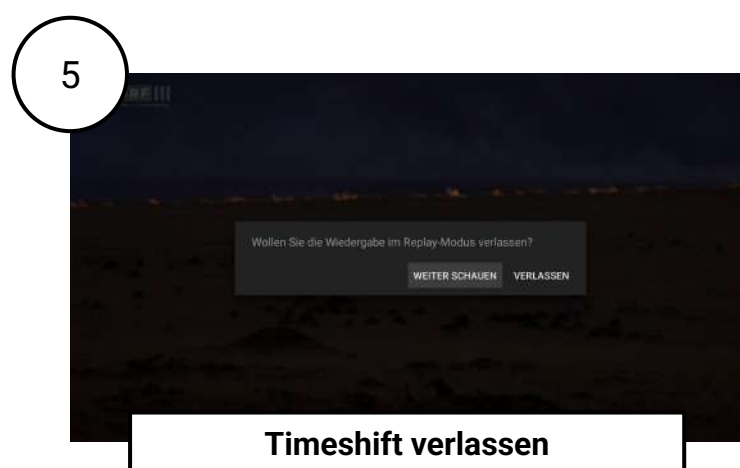 5
Wollen Sie die Wiedergabe im Replay-Modus verlassen?
WEITER SCHAUEN VERLASSEN
Timeshift verlassen